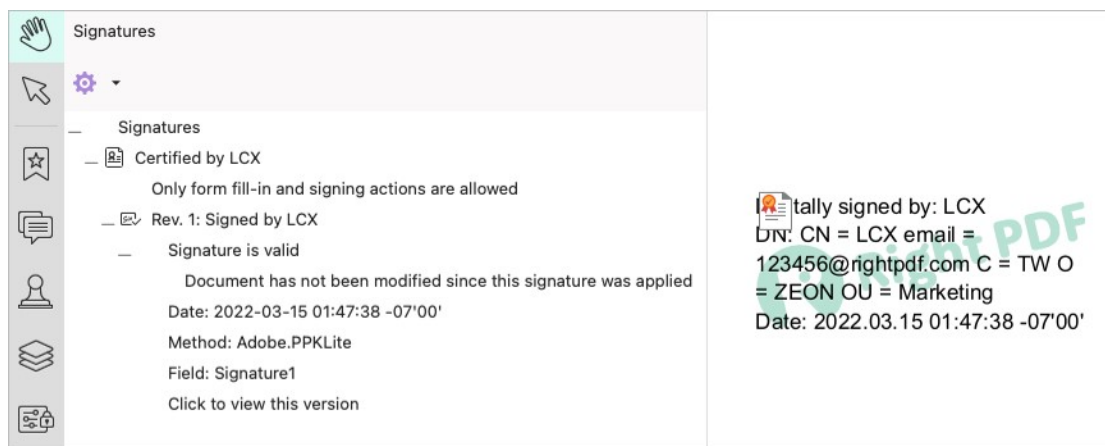 Signatures
Signatures
Certified by LCX
Only form fill-in and signing actions are allowed
Rev. 1: Signed by LCX
Signature is valid
Document has not been modified since this signature was applied
Date: 2022-03-15 01:47:38 -07'00'
Method: Adobe.PPKLite
Field: Signature1
Click to view this version
tally signed by: LCX
DN: CN = LCX email =
123456@rightpdf.com C = TW O
= ZEON OU = Marketing
Date: 2022.03.15 01:47:38 -07'00'
Right PDF